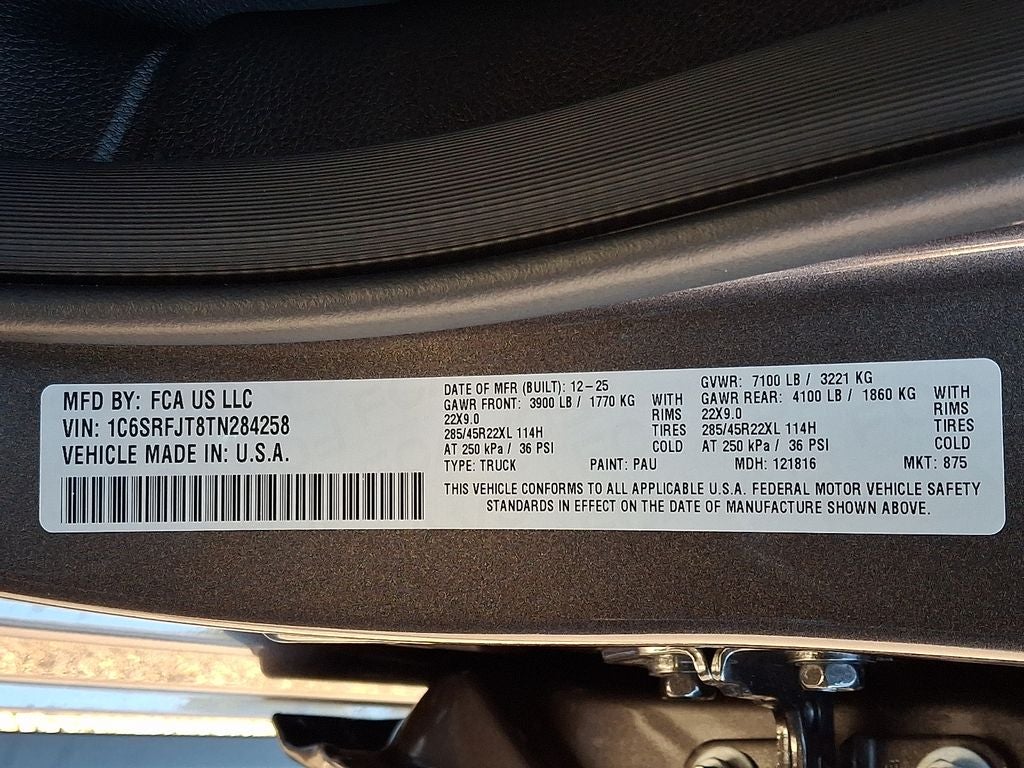 MFD BY: FCA US LLC
VIN: 1C6SRFJT8TN284258
VEHICLE MADE IN: U.S.A.
DATE OF MFR (BUILT): 12-25
GAWR FRONT: 3900 LB / 1770 KG WITH
22X9.0 RIMS
285/45R22XL 114H TIRES
AT 250 kPa / 36 PSI COLD
GVWR: 7100 LB / 3221 KG
GAWR REAR: 4100 LB / 1860 KG WITH
22X9.0 RIMS
285/45R22XL 114H TIRES
AT 250 kPa / 36 PSI COLD
TYPE: TRUCK PAINT: PAU MDH: 121816 MKT: 875
THIS VEHICLE CONFORMS TO ALL APPLICABLE U.S.A. FEDERAL MOTOR VEHICLE SAFETY
STANDARDS IN EFFECT ON THE DATE OF MANUFACTURE SHOWN ABOVE.